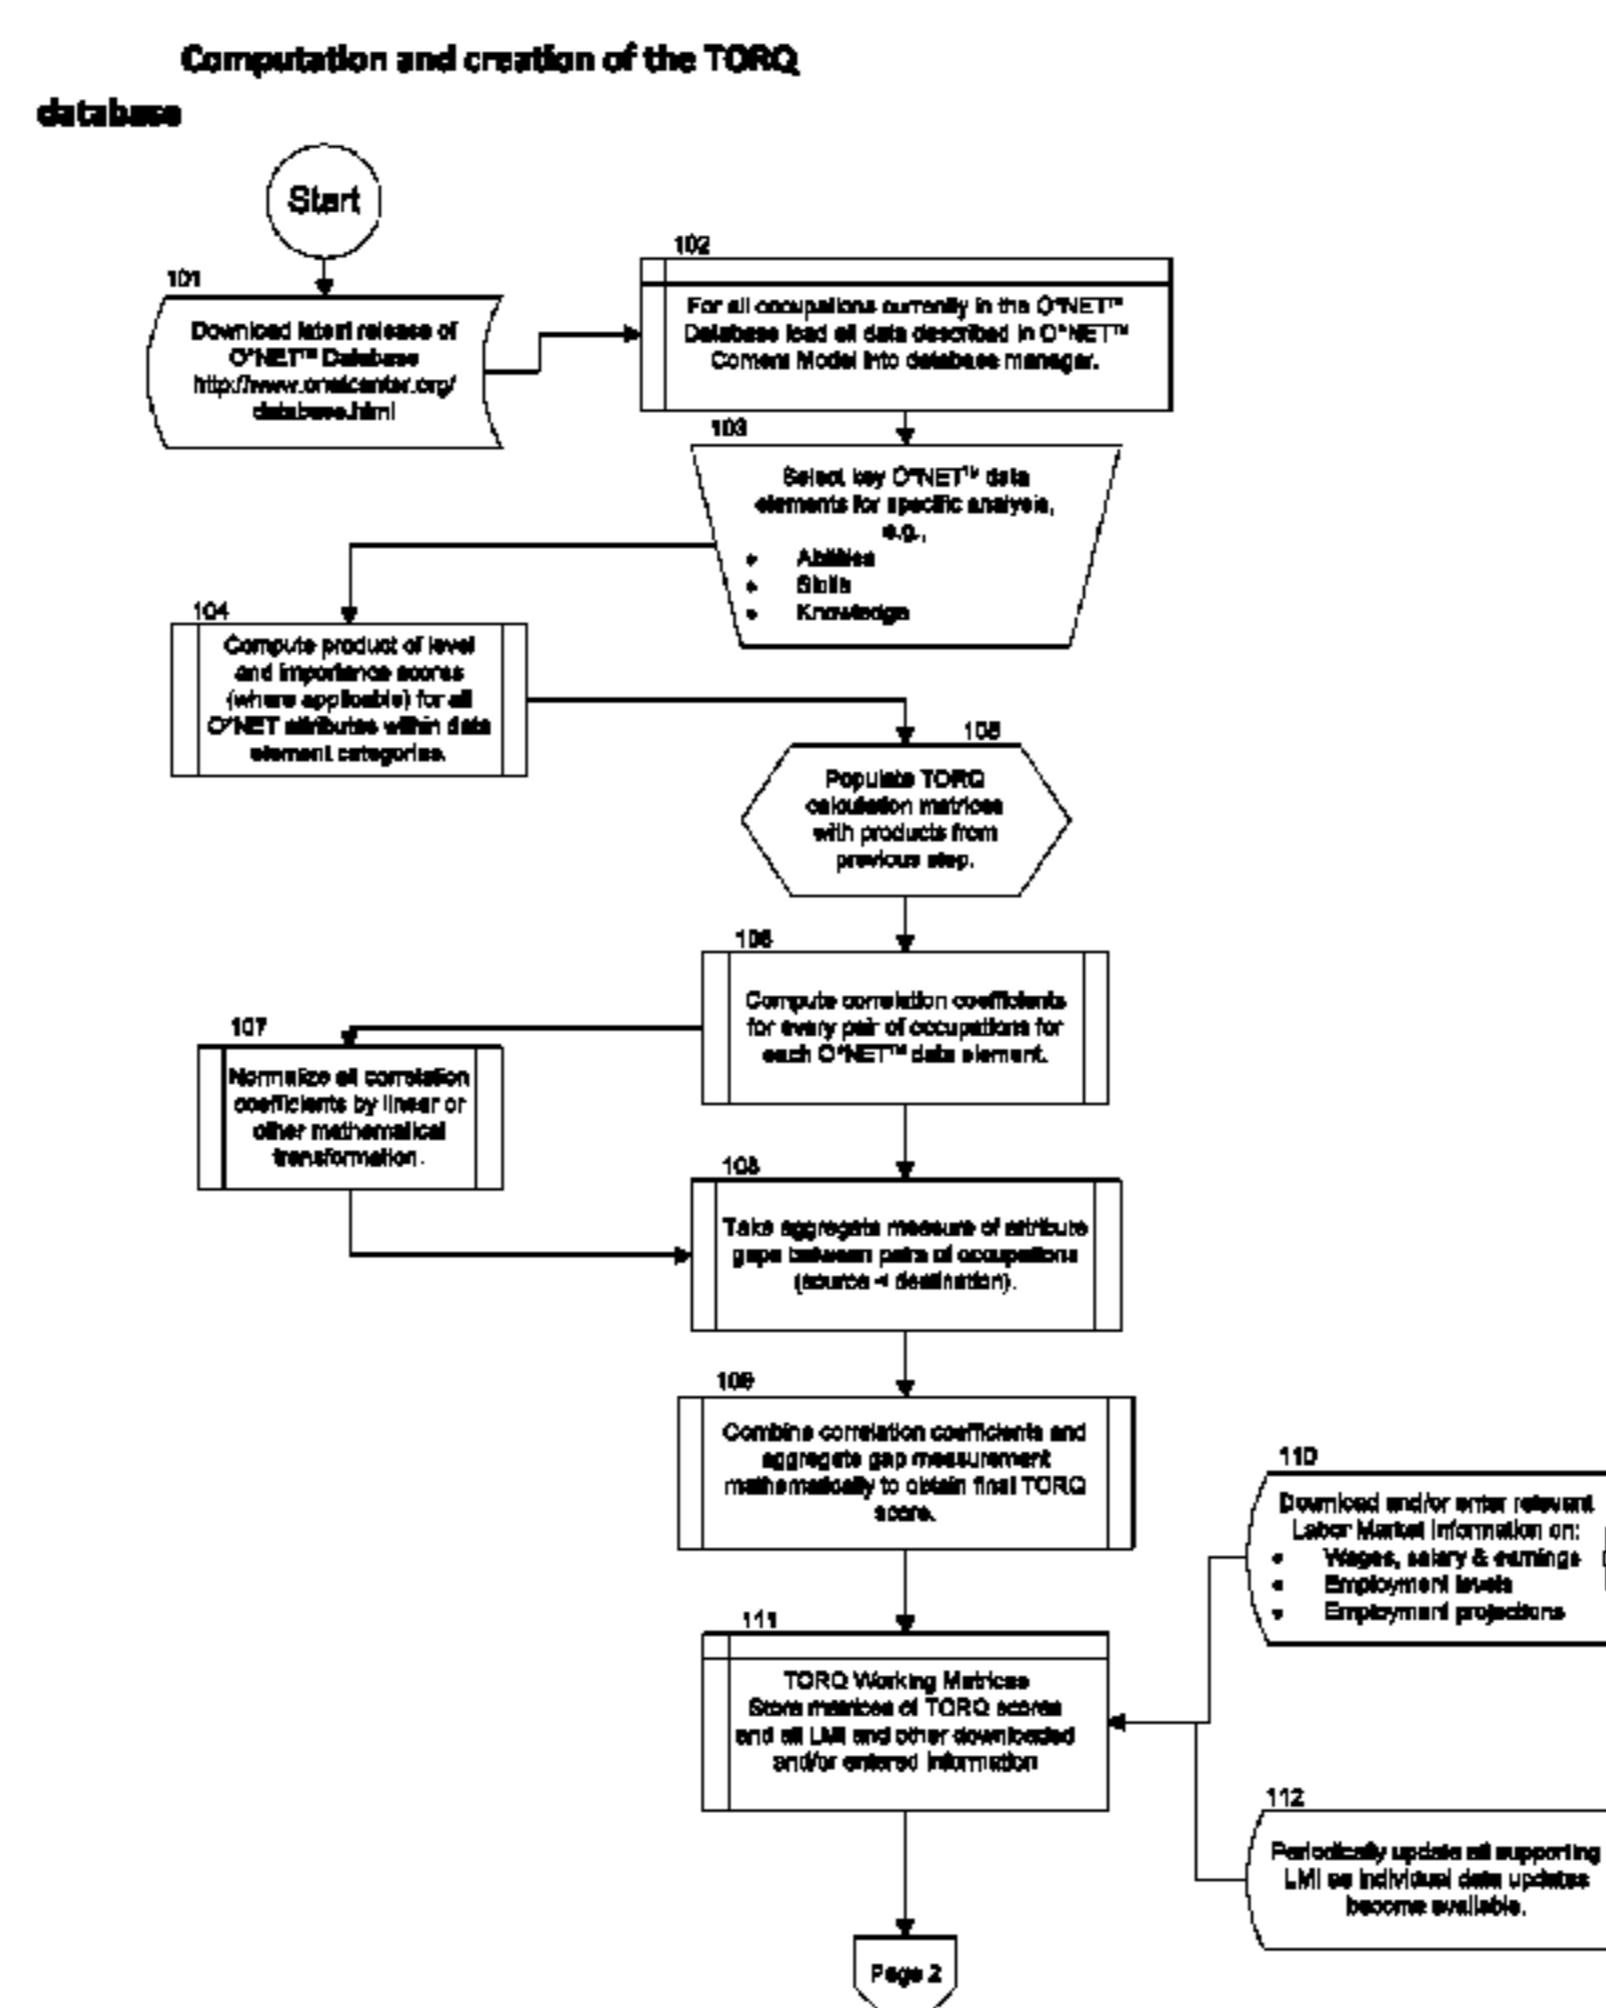 Computation and creation of the TORQ
database
Start
101
Download latest release of
O*NET™ Database
http://www.onetcenter.org/
database.html
102
For all occupations currently in the O*NET™
Database load all data described in O*NET™
Content Model into database manager.
103
Select key O*NET™ data
elements for specific analysis,
e.g.,
• Abilities
• Skills
• Knowledge
104
Compute product of level
and importance scores
(where applicable) for all
O*NET attributes within data
element categories.
105
Populate TORQ
calculation matrices
with products from
previous step.
106
Compute correlation coefficients
for every pair of occupations for
each O*NET™ data element.
107
Normalize all correlation
coefficients by linear or
other mathematical
transformation.
108
Take aggregate measure of attribute
gaps between pairs of occupations
(source < destination).
109
Combine correlation coefficients and
aggregate gap measurement
mathematically to obtain final TORQ
score.
110
Download and/or enter relevant
Labor Market Information on:
• Wages, salary & earnings
• Employment levels
• Employment projections
111
TORQ Working Matrices
Store matrices of TORQ scores
and all LMI and other downloaded
and/or entered information
112
Periodically update all supporting
LMI as individual data updates
become available.
Page 2